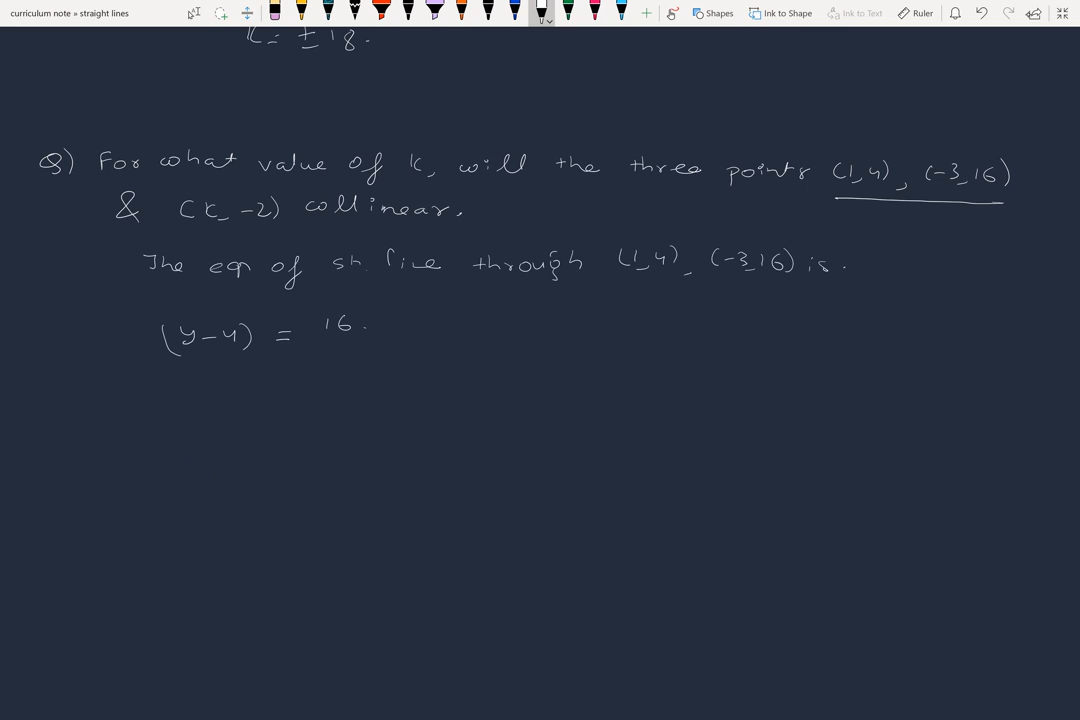 curriculum note » straight lines
Shapes Ink to Shape Ink to Text Ruler
k = ± 18.
Q) For what value of k, will the three points (1,4), (-3,16)
& (k, -2) collinear.
The eqn of st. line through (1,4), (-3,16) is.
(y-4) = 16.